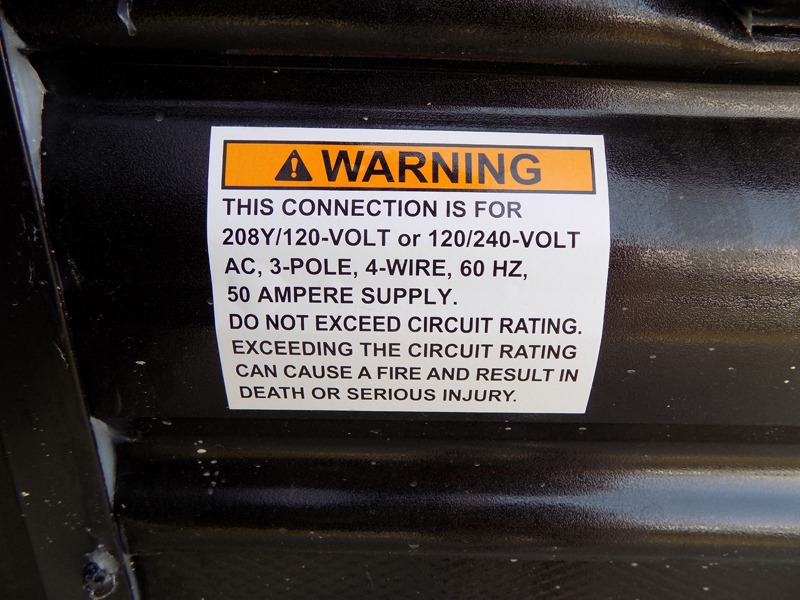 WARNING
THIS CONNECTION IS FOR
208Y/120-VOLT or 120/240-VOLT
AC, 3-POLE, 4-WIRE, 60 HZ,
50 AMPERE SUPPLY.
DO NOT EXCEED CIRCUIT RATING.
EXCEEDING THE CIRCUIT RATING
CAN CAUSE A FIRE AND RESULT IN
DEATH OR SERIOUS INJURY.